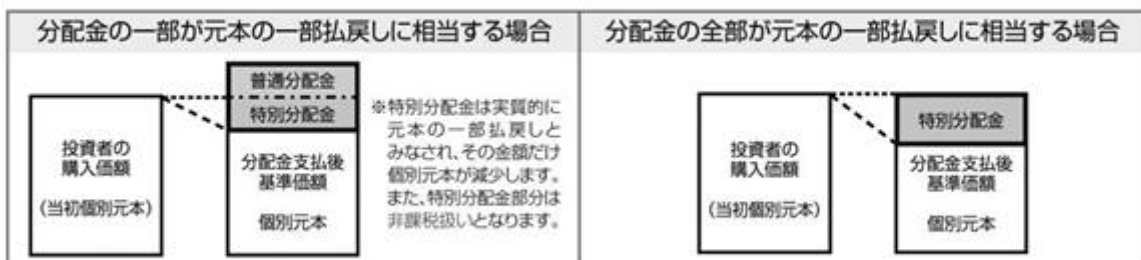 分配金の一部が元本の一部払戻しに相当する場合
普通分配金
特別分配金
投資者の
購入価額
(当初個別元本)
分配金支払後
基準価額
個別元本
※特別分配金は実質的に
元本の一部払戻しと
みなされ、その金額だけ
個別元本が減少します。
また、特別分配金部分は
非課税扱いとなります。
分配金の全部が元本の一部払戻しに相当する場合
投資者の
購入価額
(当初個別元本)
特別分配金
分配金支払後
基準価額
個別元本